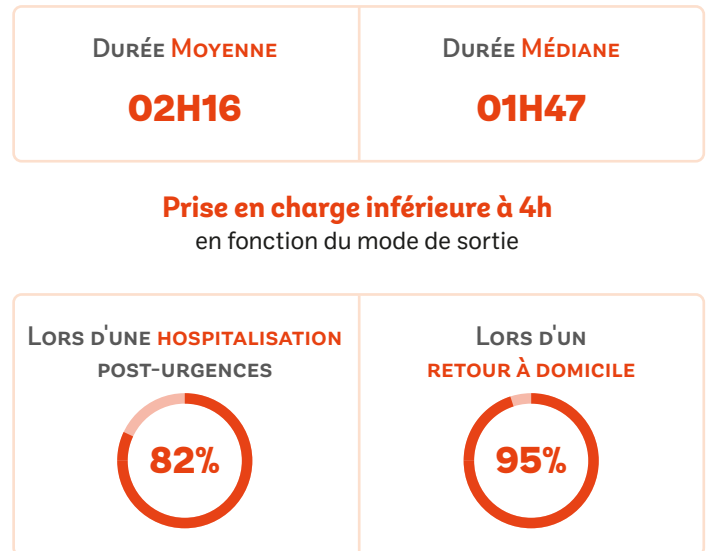 Durée Moyenne
02H16
Durée Médiane
01H47
Prise en charge inférieure à 4h
en fonction du mode de sortie
Lors d'une hospitalisation
post-urgences
82%
Lors d'un
retour à domicile
95%